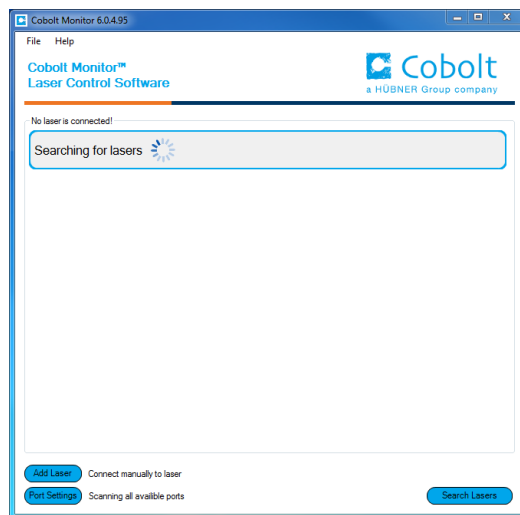 Cobolt Monitor 6.0.4.95
File Help
Cobolt Monitor™
Laser Control Software
Cobolt
a HÜBNER Group company
No laser is connected!
Searching for lasers
Add Laser Connect manually to laser
Port Settings Scanning all availible ports
Search Lasers